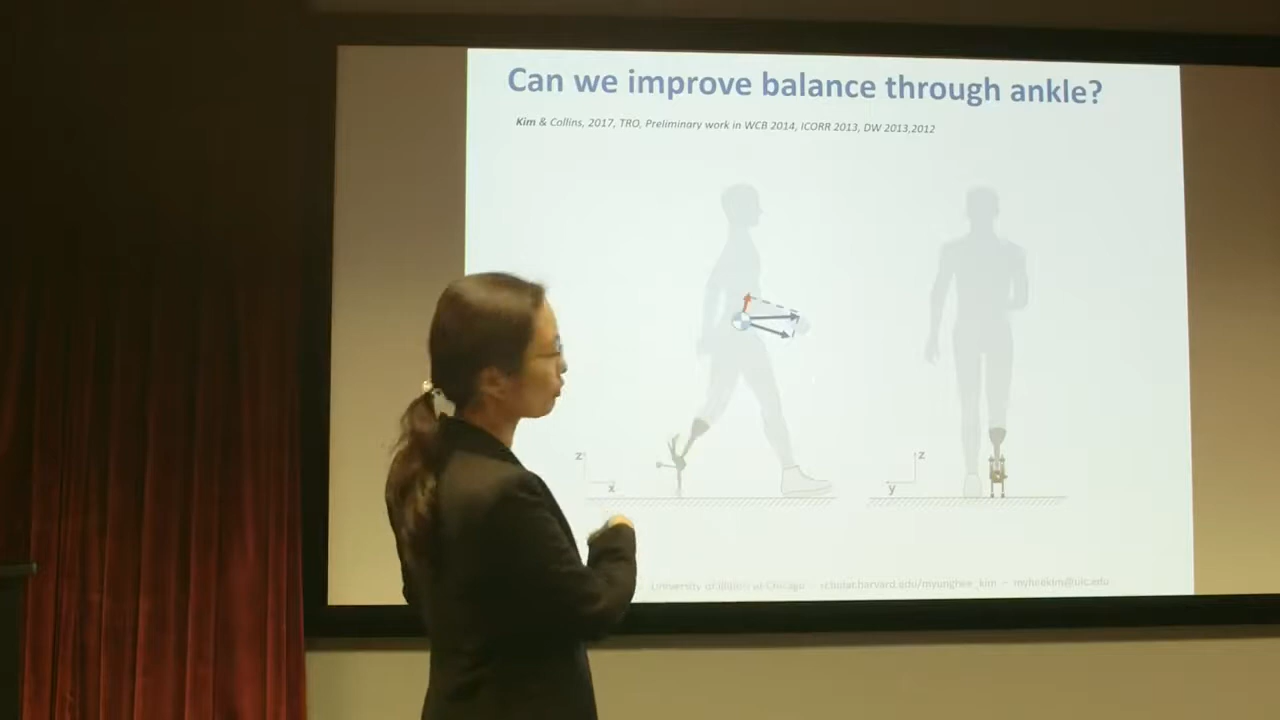 Can we improve balance through ankle?
Kim & Collins, 2017, TRO, Preliminary work in WCB 2014, ICORR 2013, DW 2013,2012
z
x
z
y
University of Illinois at Chicago - scholar.harvard.edu/myunghee_kim - myheekim@uic.edu